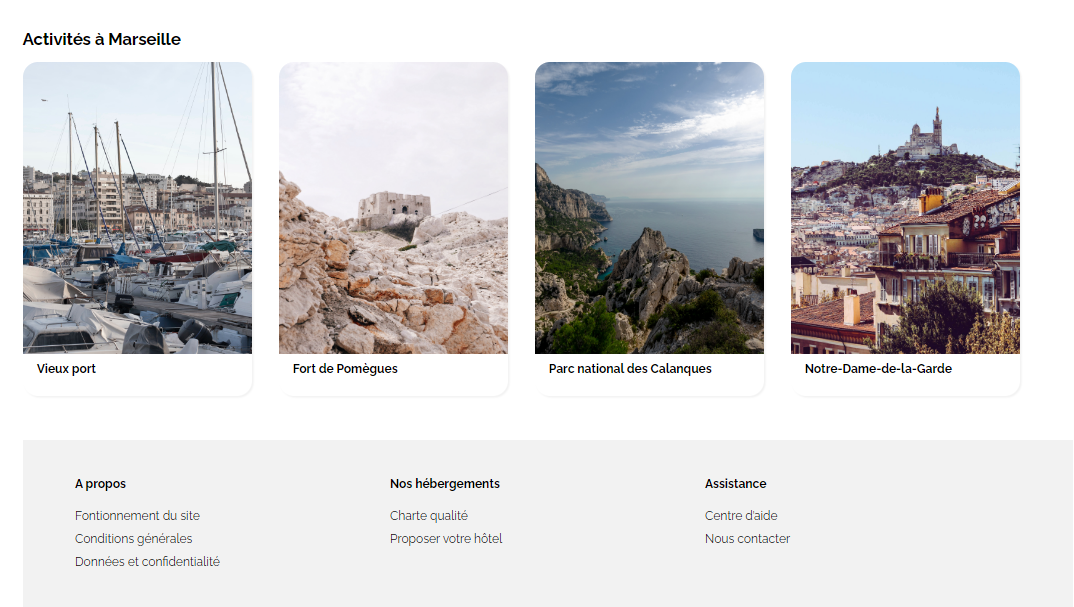 Activités à Marseille
Vieux port
Fort de Pomègues
Parc national des Calanques
Notre-Dame-de-la-Garde
A propos
Fontionnement du site
Conditions générales
Données et confidentialité
Nos hébergements
Charte qualité
Proposer votre hôtel
Assistance
Centre d'aide
Nous contacter